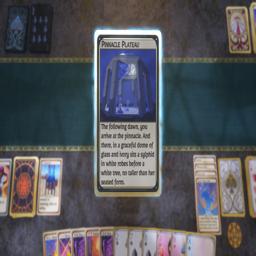 PINNACLE PLATEAU
The following dawn, you
arrive at the pinnacle. And
there, in a graceful dome of
glass and ivory sits a sylphid
in white robes before a
white tree, no taller than her
seated form.